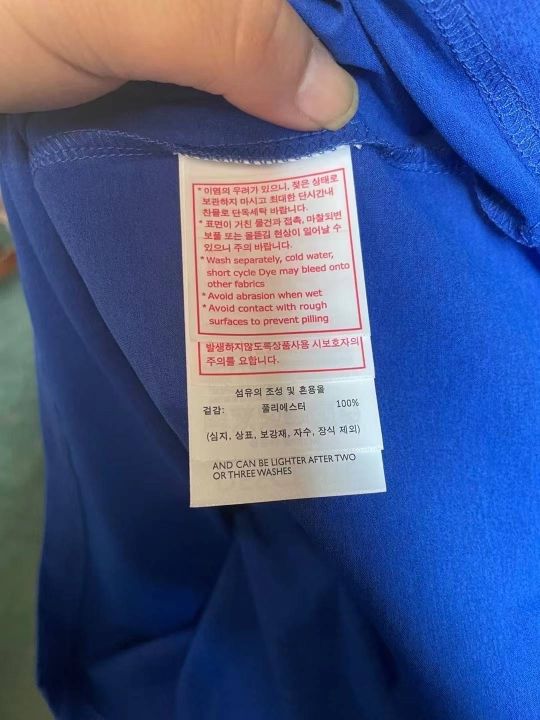 * 이염의 우려가 있으니, 젖은 상태로
보관하지 마시고 최대한 단시간내
찬물로 단독세탁 바랍니다.
* 표면이 거친 물건과 접촉, 마찰되변
보풀 또는 올뜯김 현상이 일어날 수
있으니 주의 바랍니다.
* Wash separately, cold water,
short cycle Dye may bleed onto
other fabrics
* Avoid abrasion when wet
* Avoid contact with rough
surfaces to prevent pilling
발생하지않도록상품사용 시보호자의
주의를 요합니다.
섬유의 조성 및 혼용율
겉감: 폴리에스터 100%
(심지, 상표, 보강재, 자수, 장식 제외)
AND CAN BE LIGHTER AFTER TWO
OR THREE WASHES